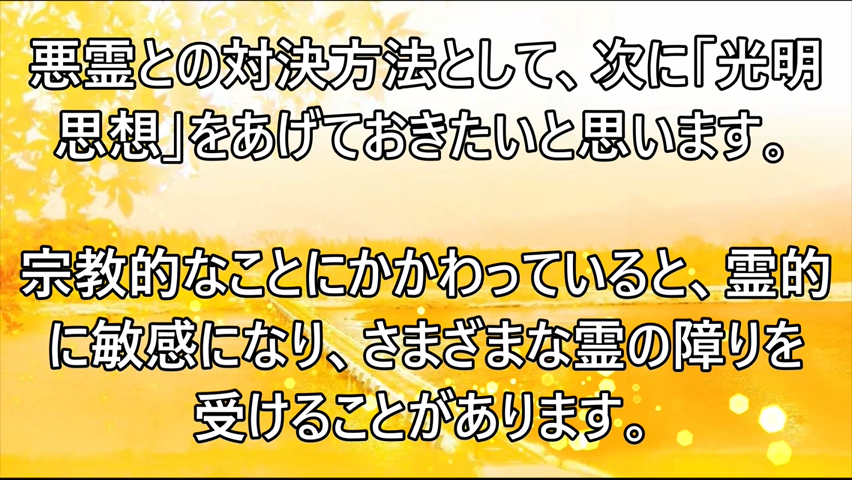 悪霊との対決方法として、次に「光明
思想」をあげておきたいと思います。
宗教的なことにかかわっていると、霊的
に敏感になり、さまざまな霊の障りを
受けることがあります。